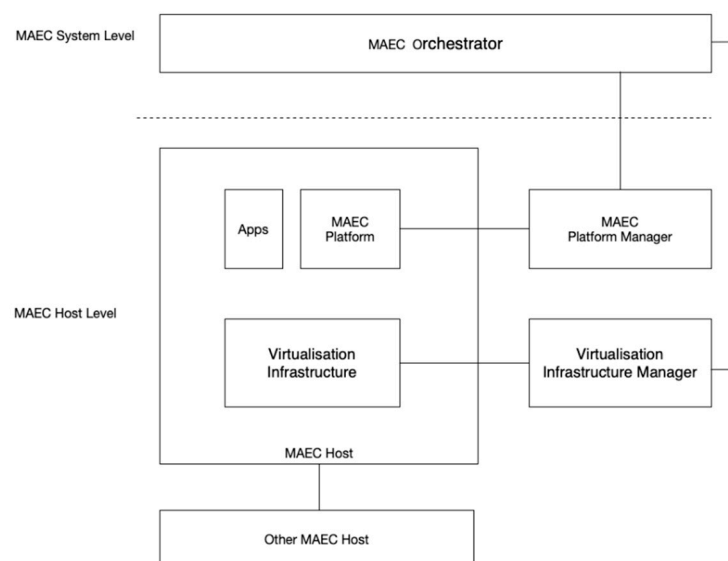 MAEC System Level
MAEC Orchestrator
Apps
MAEC
Platform
MAEC
Platform Manager
MAEC Host Level
Virtualisation
Infrastructure
Virtualisation
Infrastructure Manager
MAEC Host
Other MAEC Host